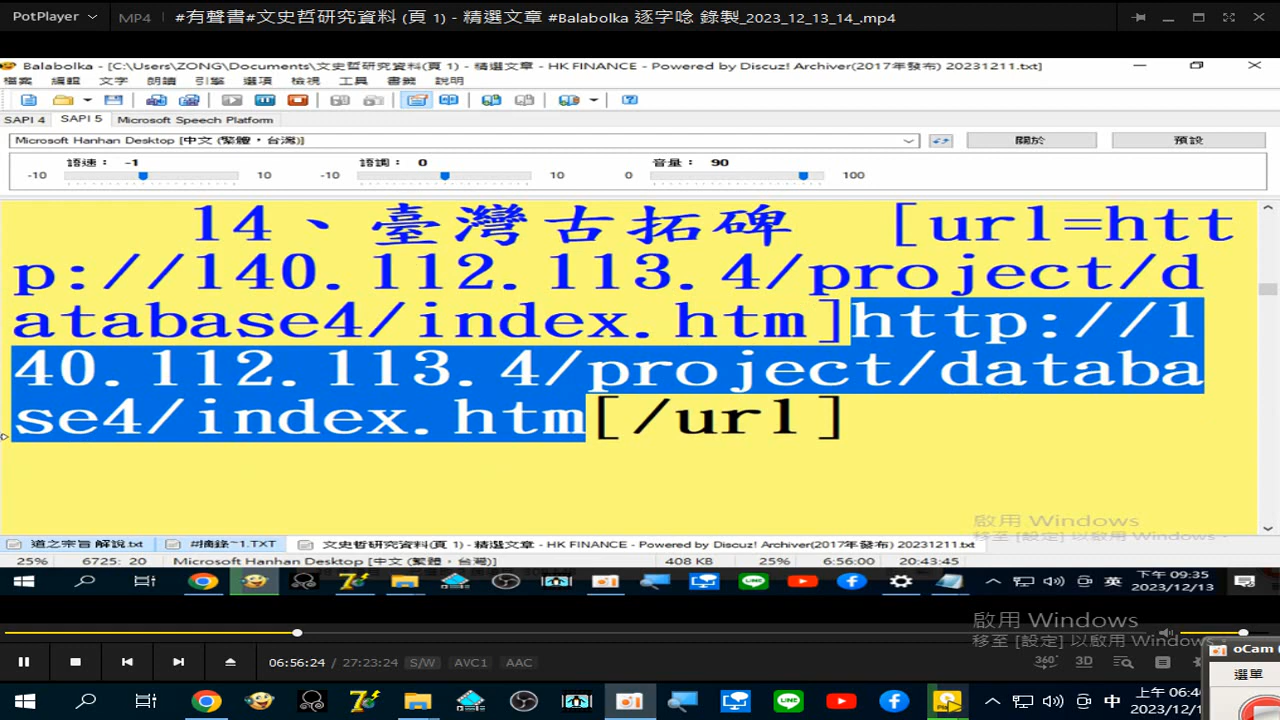 PotPlayer MP4 #有聲書#文史哲研究資料 (頁 1) - 精選文章 #Balabolka 逐字唸 錄製_2023_12_13_14_.mp4
Balabolka - [C:\Users\ZONG\Documents\文史哲研究資料(頁 1) - 精選文章 - HK FINANCE - Powered by Discuz! Archiver(2017年發布) 20231211.txt]
檔案 編輯 文字 朗讀 引擎 選項 檢視 工具 書籤 說明
SAPI 4 SAPI 5 Microsoft Speech Platform
Microsoft Hanhan Desktop [中文 (繁體，台灣)] 關於 預設
語速： -1 語調： 0 音量： 90
-10 10 -10 10 0 100
14、臺灣古拓碑 [url=htt
p://140.112.113.4/project/d
atabase4/index.htm]http://1
40.112.113.4/project/databa
se4/index.htm[/url]
啟用 Windows
移至 [設定] 以啟用 Windows。
道之宗旨 解說.txt #摘錄~1.TXT 文史哲研究資料(頁 1) - 精選文章 - HK FINANCE - Powered by Discuz! Archiver(2017年發布) 20231211.txt
25% 6725: 20 Microsoft Hanhan Desktop [中文 (繁體，台灣)] 408 KB 25% 6:56:00 20:43:45
英 下午 09:35
2023/12/13
啟用 Windows
移至 [設定] 以啟用 Windows。
oCam
06:56:24 / 27:23:24 S/W AVC1 AAC 360° 3D
選單
中 上午 06:4
2023/12/1